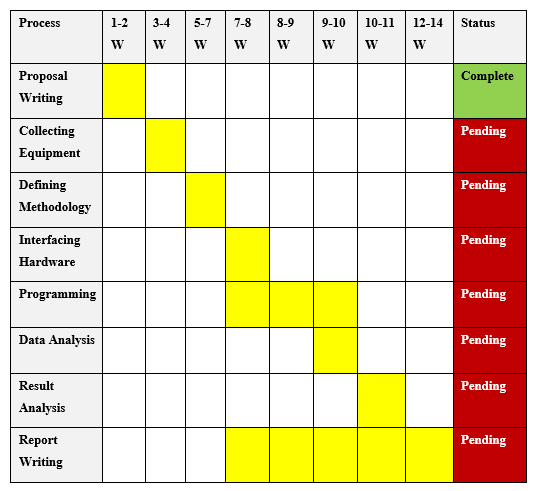 Process 1-2 W 3-4 W 5-7 W 7-8 W 8-9 W 9-10 W 10-11 W 12-14 W Status
Proposal Writing Complete
Collecting Equipment Pending
Defining Methodology Pending
Interfacing Hardware Pending
Programming Pending
Data Analysis Pending
Result Analysis Pending
Report Writing Pending